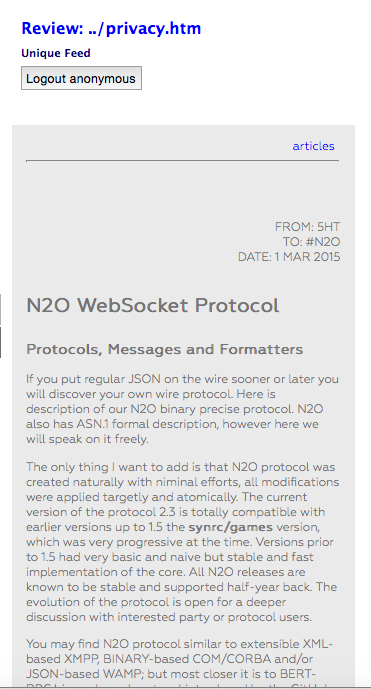 Review: ../privacy.htm
Unique Feed
Logout anonymous
articles
FROM: 5HT
TO: #N2O
DATE: 1 MAR 2015
N2O WebSocket Protocol
Protocols, Messages and Formatters
If you put regular JSON on the wire sooner or later you
will discover your own wire protocol. Here is
description of our N2O binary precise protocol. N2O
also has ASN.1 formal description, however here we
will speak on it freely.
The only thing I want to add is that N2O protocol was
created naturally with niminal efforts, all modifications
were applied targetly and atomically. The current
version of the protocol 2.3 is totally compatible with
earlier versions up to 1.5 the synrc/games version,
which was very progressive at the time. Versions prior
to 1.5 had very basic and naive but stable and fast
implementation of the core. All N2O releases are
known to be stable and supported half-year back. The
evolution of the protocol is open for a deeper
discussion with interested party or protocol users.
You may find N2O protocol similar to extensible XML-
based XMPP, BINARY-based COM/CORBA and/or
JSON-based WAMP; but most closer it is to BERT-